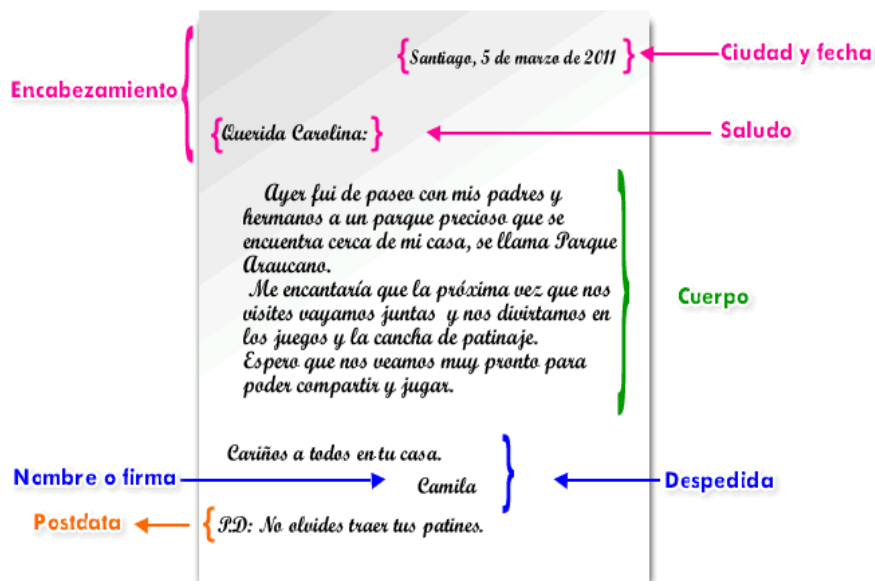 Santiago, 5 de marzo de 2011
Ciudad y fecha
Encabezamiento
Querida Carolina:
Saludo
Ayer fui de paseo con mis padres y
hermanos a un parque precioso que se
encuentra cerca de mi casa, se llama Parque
Araucano.
Me encantaría que la próxima vez que nos
visites vayamos juntas y nos divirtamos en
los juegos y la cancha de patinaje.
Espero que nos veamos muy pronto para
poder compartir y jugar.
Cuerpo
Cariños a todos en tu casa.
Nombre o firma
Camila
Despedida
Postdata
P.D: No olvides traer tus patines.